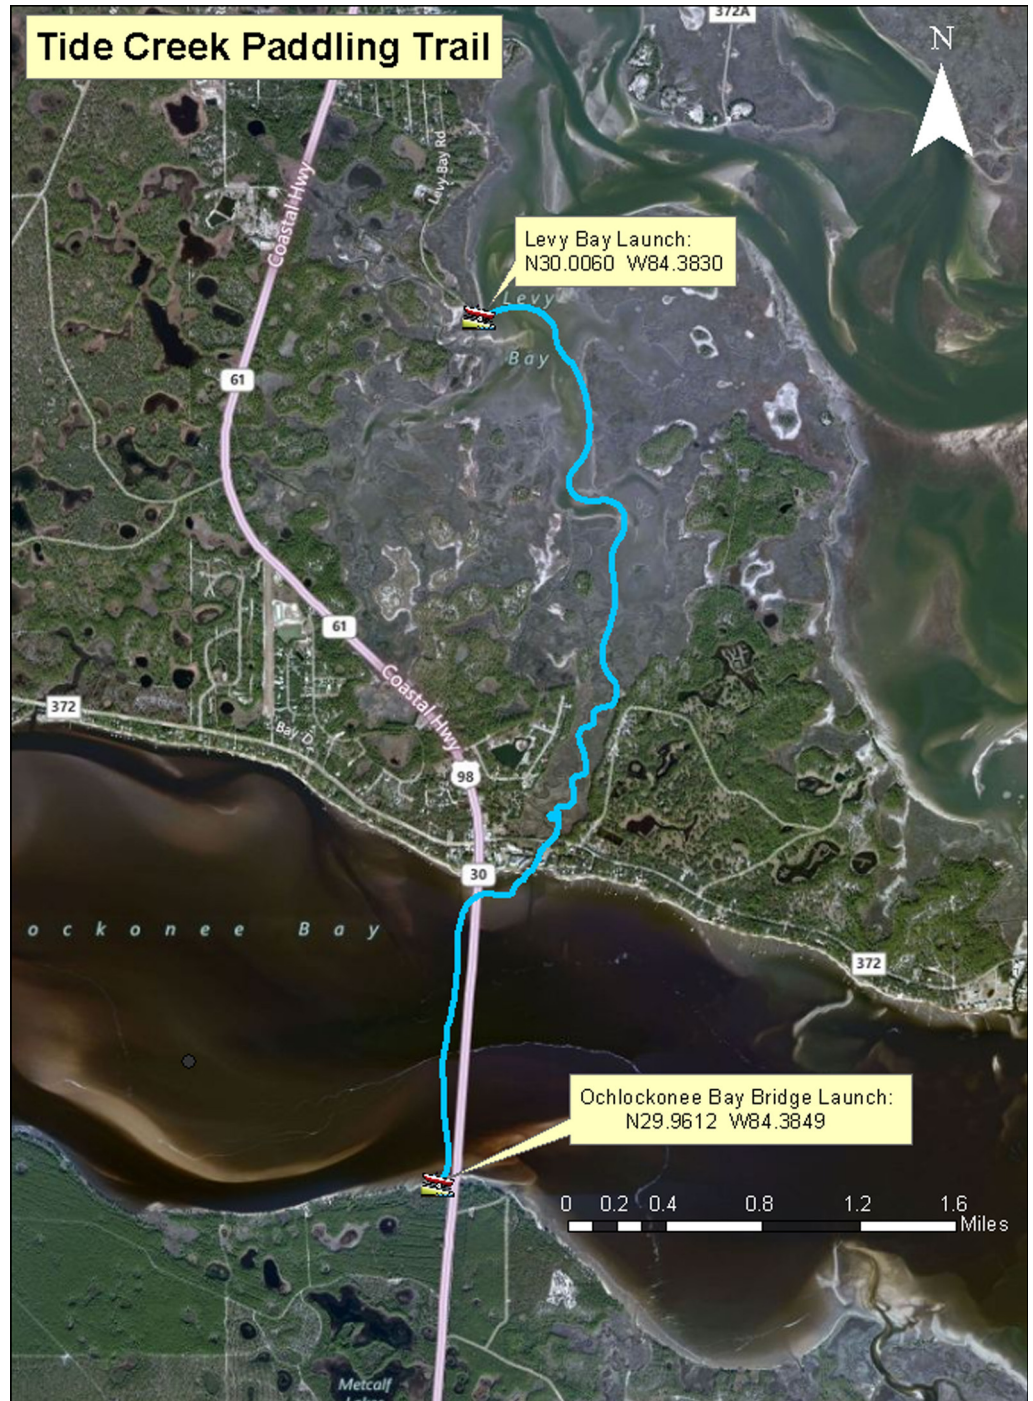 Tide Creek Paddling Trail
372A
N
Levy Bay Rd
Coastal Hwy
Levy Bay Launch:
N30.0060 W84.3830
Levy
Bay
61
61
Coastal Hwy
372
Bay D
98
30
ockonee Bay
372
Ochlockonee Bay Bridge Launch:
N29.9612 W84.3849
0 0.2 0.4 0.8 1.2 1.6
Miles
Metcalf
Lakes